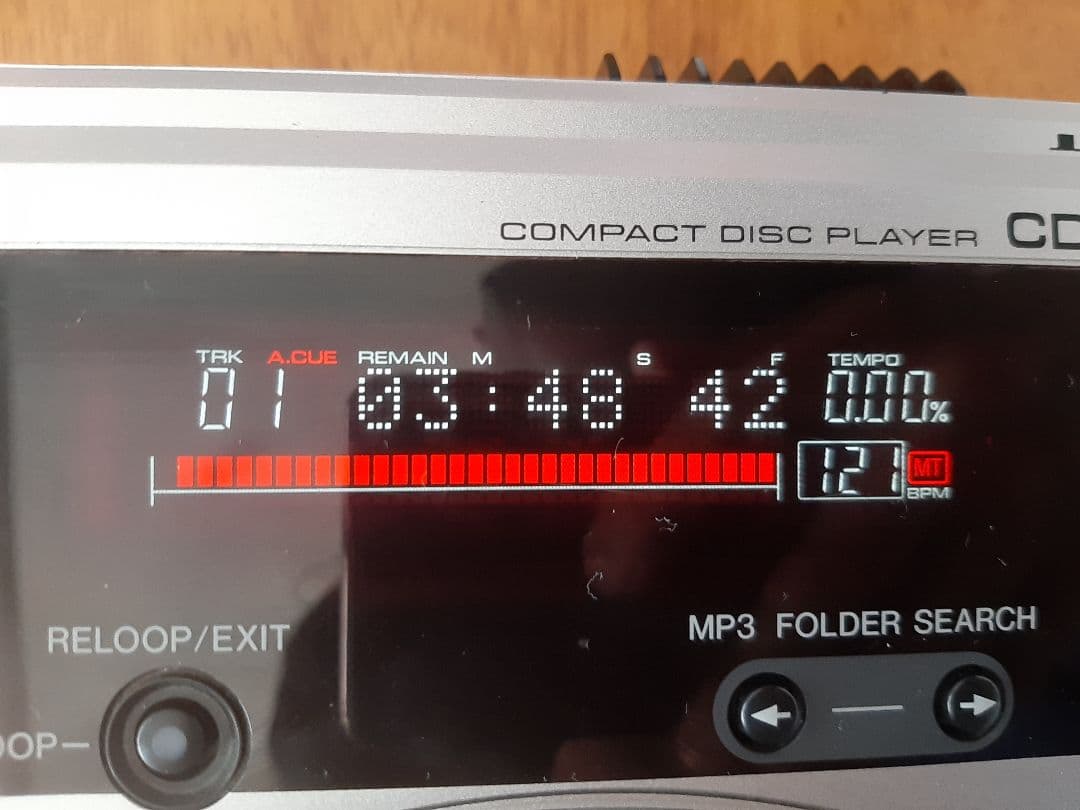 COMPACT DISC PLAYER CD
TRK A.CUE REMAIN M S F TEMPO
01 03:48 42 0.00%
121 MT
BPM
RELOOP/EXIT
MP3 FOLDER SEARCH
OOP